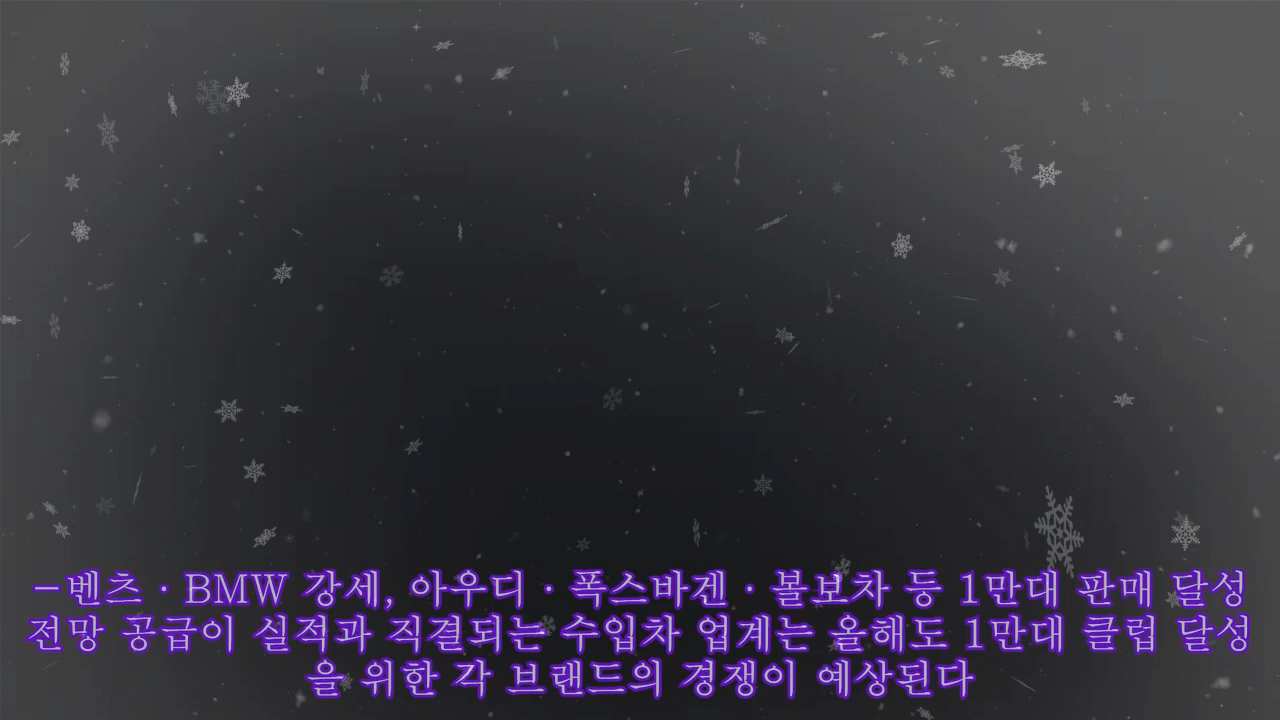 -벤츠 · BMW 강세, 아우디 · 폭스바겐 · 볼보차 등 1만대 판매 달성
전망 공급이 실적과 직결되는 수입차 업계는 올해도 1만대 클럽 달성
을 위한 각 브랜드의 경쟁이 예상된다